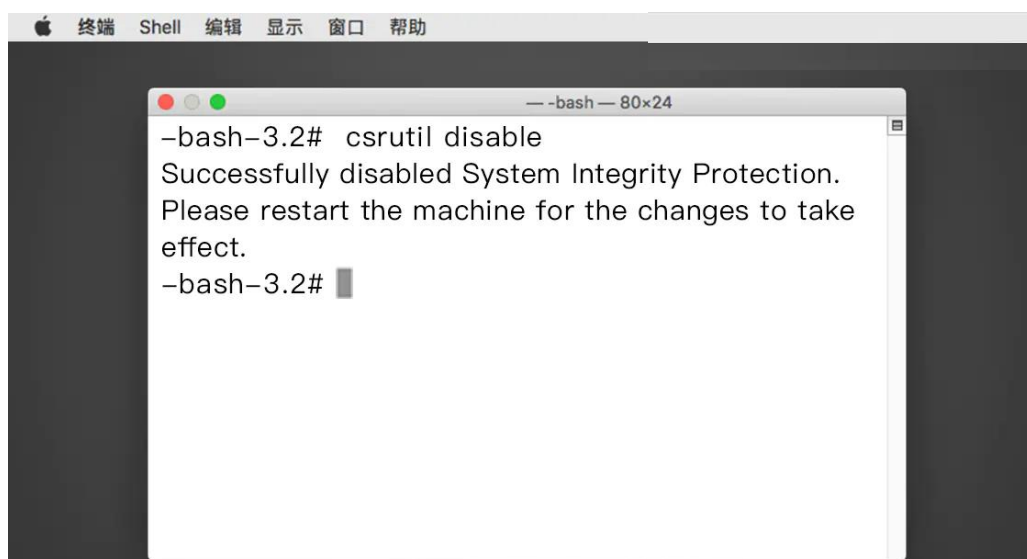 终端 Shell 编辑 显示 窗口 帮助
— -bash — 80×24
-bash-3.2# csrutil disable
Successfully disabled System Integrity Protection.
Please restart the machine for the changes to take
effect.
-bash-3.2#